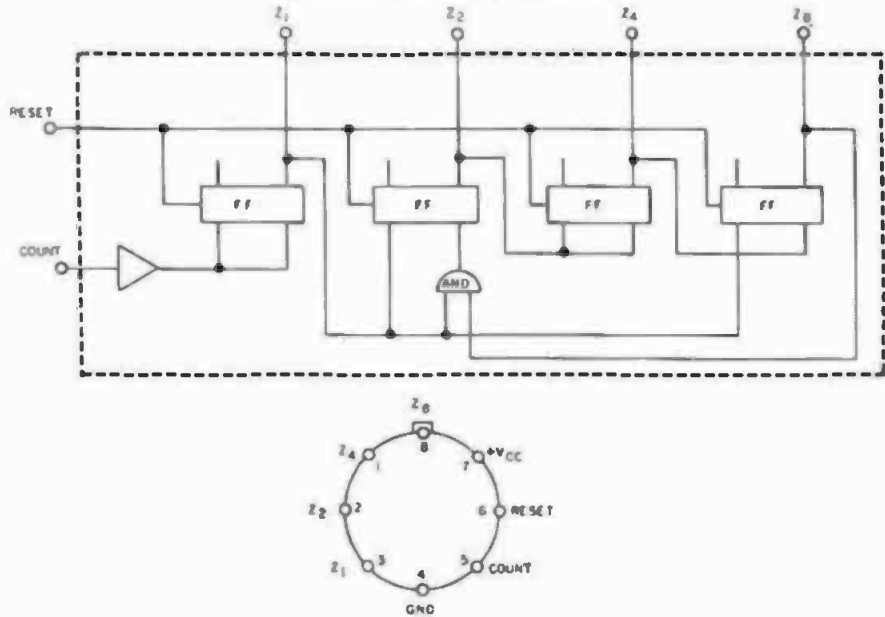 Z1 Z2 Z4 Z8
RESET
FF FF FF FF
COUNT
AND
Z8
8
Z4 1 7 +VCC
Z2 2 6 RESET
Z1 3 5 COUNT
4
GND